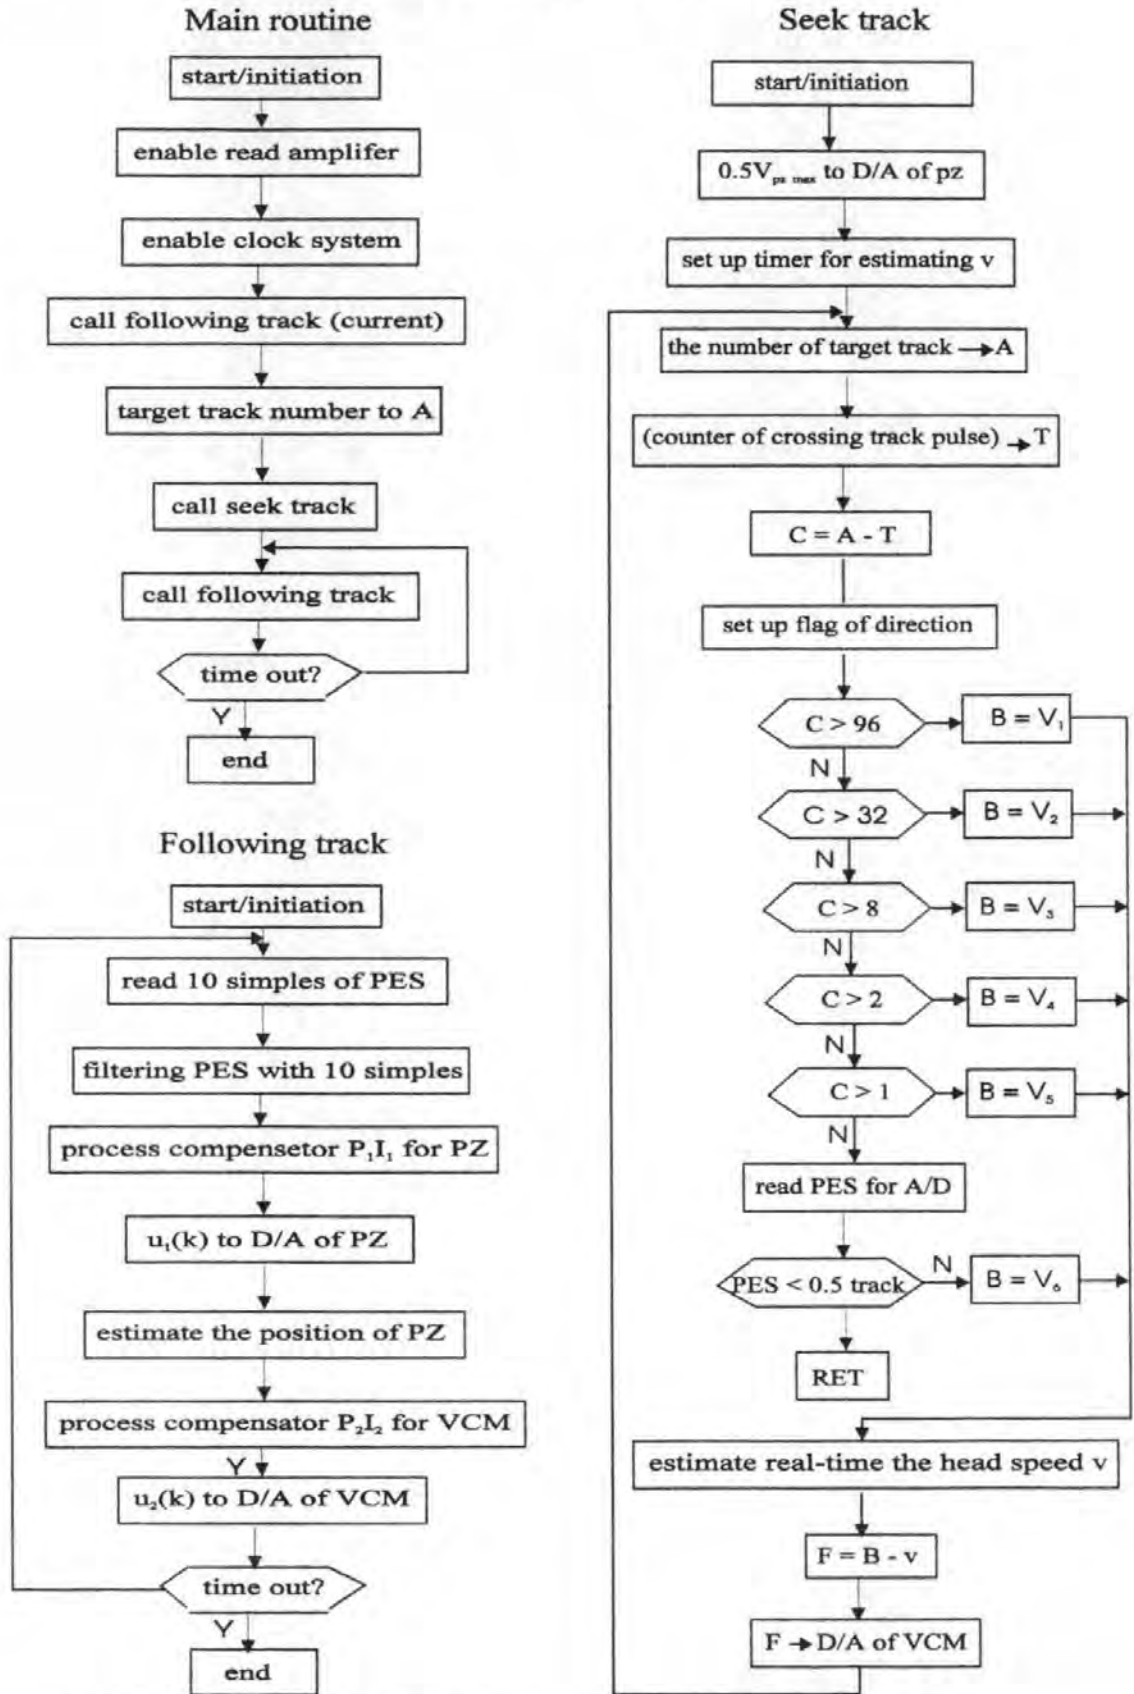 Main routine
start/initiation
enable read amplifer
enable clock system
call following track (current)
target track number to A
call seek track
call following track
time out?
Y
end
Following track
start/initiation
read 10 simples of PES
filtering PES with 10 simples
process compensetor P₁I₁ for PZ
u₁(k) to D/A of PZ
estimate the position of PZ
process compensator P₂I₂ for VCM
Y
u₂(k) to D/A of VCM
time out?
Y
end
Seek track
start/initiation
0.5V pz max to D/A of pz
set up timer for estimating v
the number of target track → A
(counter of crossing track pulse) → T
C = A - T
set up flag of direction
C > 96
B = V₁
N
C > 32
B = V₂
N
C > 8
B = V₃
N
C > 2
B = V₄
N
C > 1
B = V₅
N
read PES for A/D
PES < 0.5 track
N
B = V₆
RET
estimate real-time the head speed v
F = B - v
F → D/A of VCM